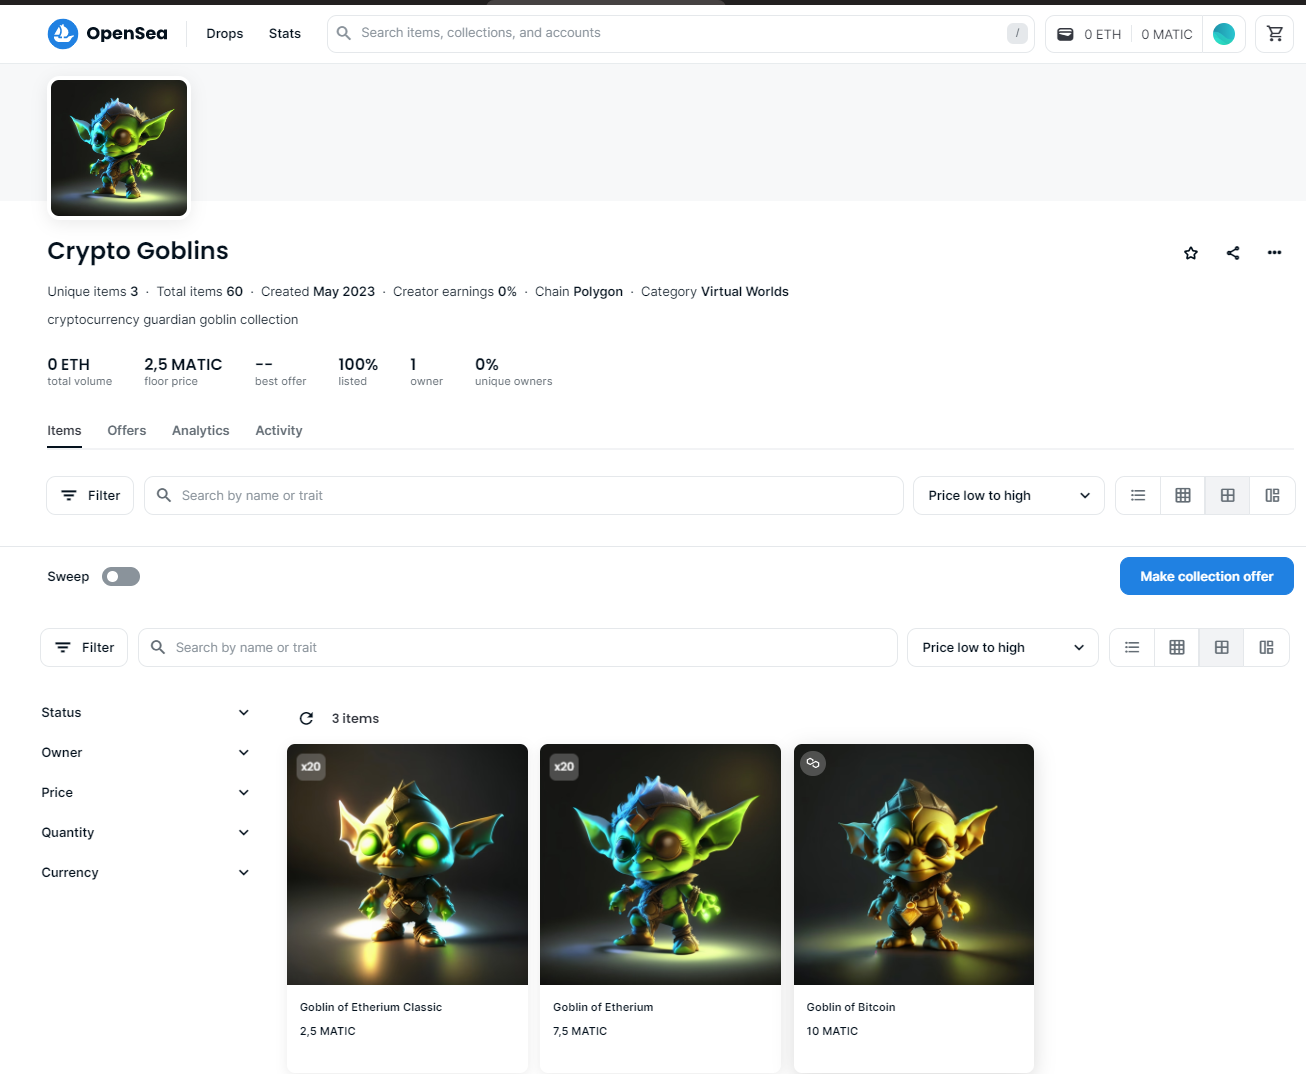 OpenSea Drops Stats Search items, collections, and accounts / 0 ETH 0 MATIC
Crypto Goblins
Unique items 3 · Total items 60 · Created May 2023 · Creator earnings 0% · Chain Polygon · Category Virtual Worlds
cryptocurrency guardian goblin collection
0 ETH 2,5 MATIC -- 100% 1 0%
total volume floor price best offer listed owner unique owners
Items Offers Analytics Activity
Filter Search by name or trait Price low to high
Sweep Make collection offer
Filter Search by name or trait Price low to high
Status
3 items
Owner
Price
Quantity
Currency
x20 x20
Goblin of Etherium Classic Goblin of Etherium Goblin of Bitcoin
2,5 MATIC 7,5 MATIC 10 MATIC